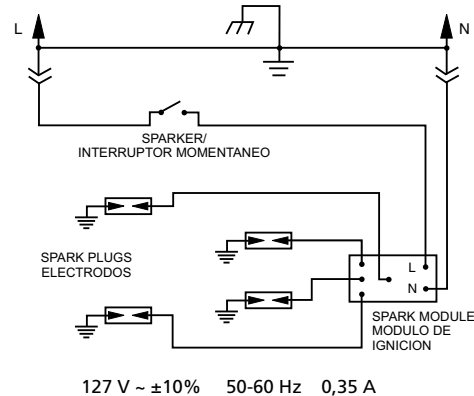 L
N
SPARKER/
INTERRUPTOR MOMENTANEO
SPARK PLUGS
ELECTRODOS
L
N
SPARK MODULE
MODULO DE
IGNICION
127 V ~ ±10% 50-60 Hz 0,35 A